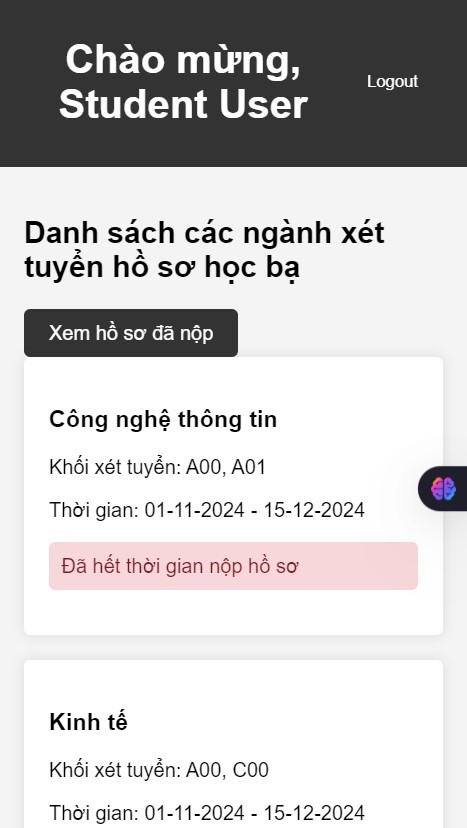 Chào mừng,
Student User
Logout
Danh sách các ngành xét
tuyển hồ sơ học bạ
Xem hồ sơ đã nộp
Công nghệ thông tin
Khối xét tuyển: A00, A01
Thời gian: 01-11-2024 - 15-12-2024
Đã hết thời gian nộp hồ sơ
Kinh tế
Khối xét tuyển: A00, C00
Thời gian: 01-11-2024 - 15-12-2024